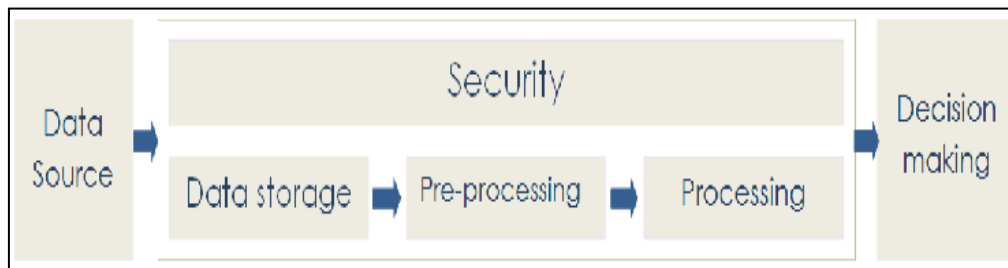 Data
Source
Security
Data storage
Pre-processing
Processing
Decision
making